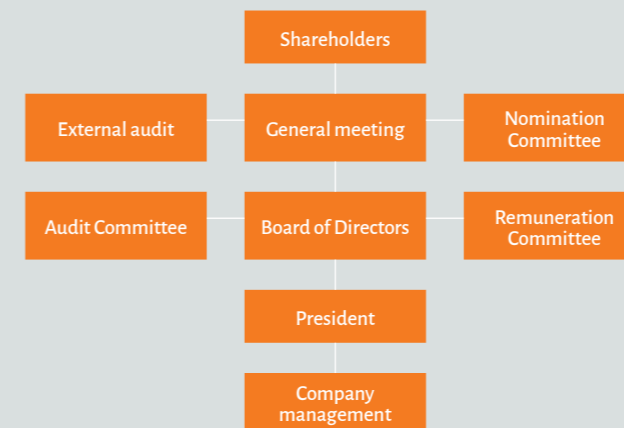 Shareholders
External audit
General meeting
Nomination
Committee
Audit Committee
Board of Directors
Remuneration
Committee
President
Company
management